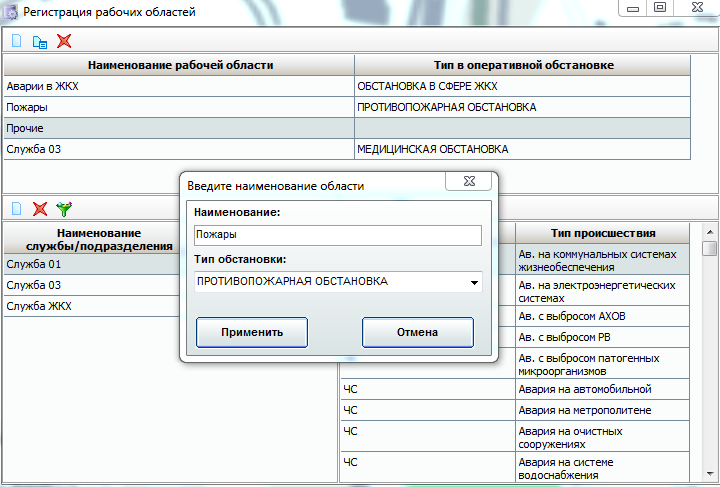 Регистрация рабочих областей
Наименование рабочей области
Тип в оперативной обстановке
Аварии в ЖКХ
ОБСТАНОВКА В СФЕРЕ ЖКХ
Пожары
ПРОТИВОПОЖАРНАЯ ОБСТАНОВКА
Прочие
Служба 03
МЕДИЦИНСКАЯ ОБСТАНОВКА
Введите наименование области
Наименование:
Пожары
Тип обстановки:
ПРОТИВОПОЖАРНАЯ ОБСТАНОВКА
Применить
Отмена
Наименование
службы/подразделения
Служба 01
Служба 03
Служба ЖКХ
Тип происшествия
Ав. на коммунальных системах
жизнеобеспечения
Ав. на электроэнергетических
системах
Ав. с выбросом АХОВ
Ав. с выбросом РВ
Ав. с выбросом патогенных
микроорганизмов
ЧС
Авария на автомобильной
ЧС
Авария на метрополитене
ЧС
Авария на очистных
сооружениях
ЧС
Авария на системе
водоснабжения